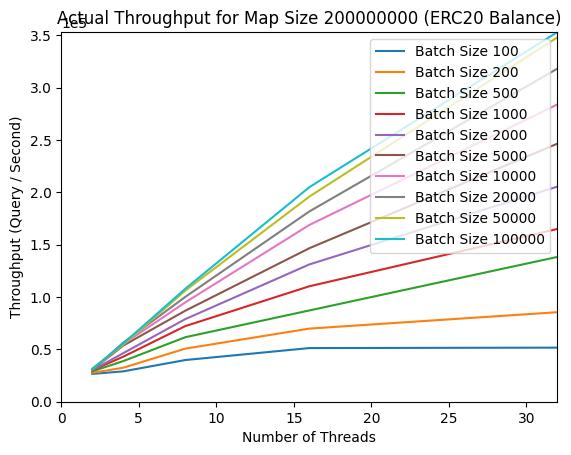 Actual Throughput for Map Size 200000000 (ERC20 Balance)
1e5
3.5
3.0
2.5
2.0
1.5
1.0
0.5
0.0
Throughput (Query / Second)
Batch Size 100
Batch Size 200
Batch Size 500
Batch Size 1000
Batch Size 2000
Batch Size 5000
Batch Size 10000
Batch Size 20000
Batch Size 50000
Batch Size 100000
0 5 10 15 20 25 30
Number of Threads